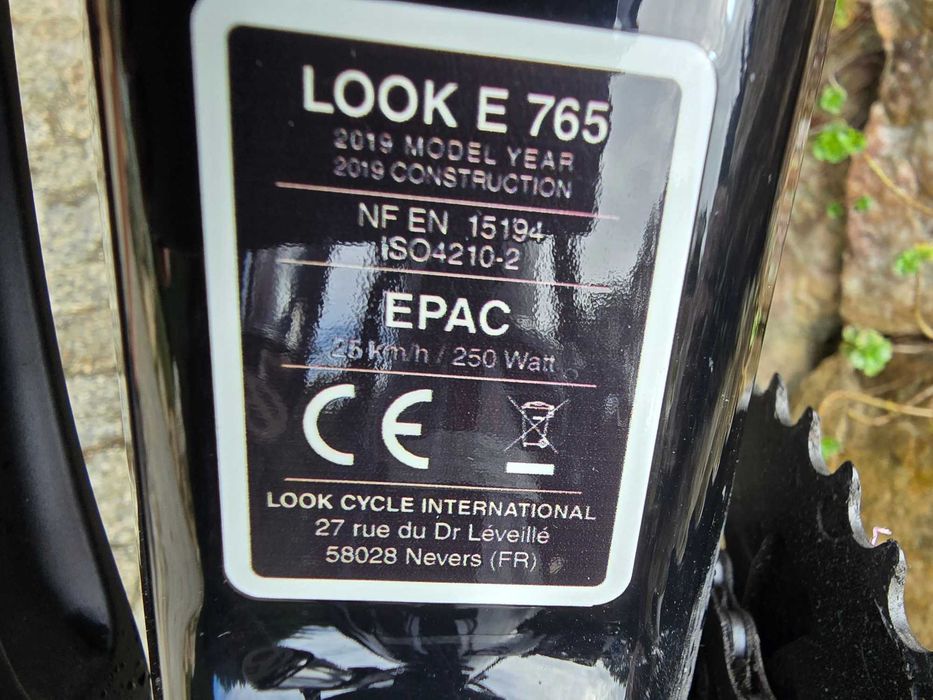 LOOK E 765
2019 MODEL YEAR
2019 CONSTRUCTION
NF EN 15194
ISO4210-2
EPAC
25 km/h / 250 Watt
CE
LOOK CYCLE INTERNATIONAL
27 rue du Dr Léveillé
58028 Nevers (FR)